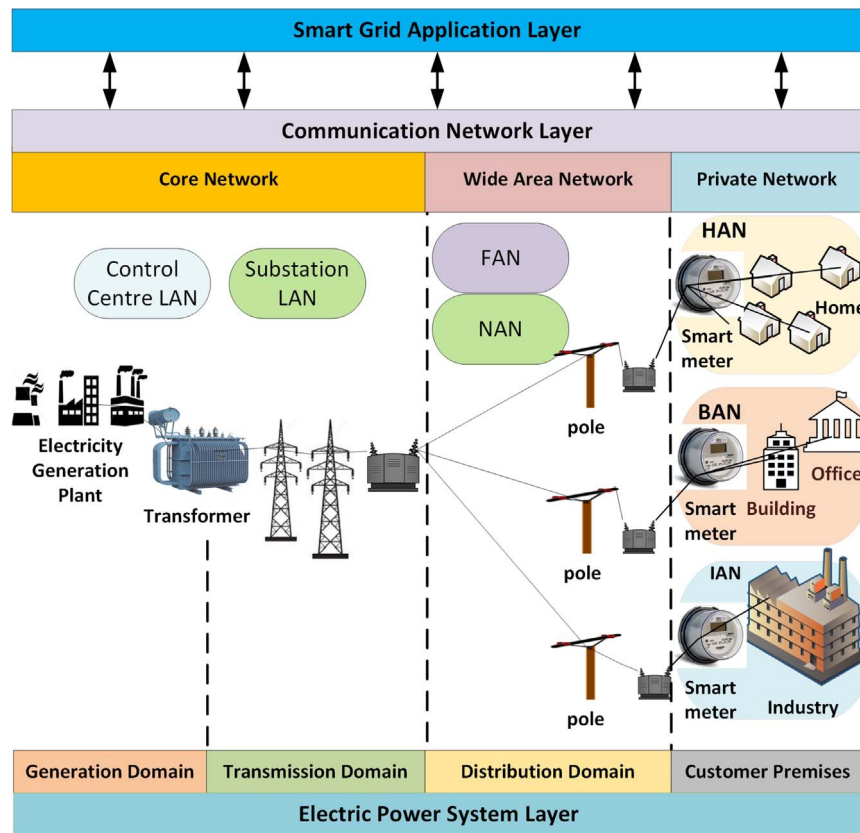 Smart Grid Application Layer
Communication Network Layer
Core Network
Wide Area Network
Private Network
Control
Centre LAN
Substation
LAN
FAN
NAN
HAN
Home
Smart
meter
Electricity
Generation
Plant
Transformer
pole
BAN
Office
Building
Smart
meter
pole
IAN
Smart
meter
Industry
pole
Generation Domain
Transmission Domain
Distribution Domain
Customer Premises
Electric Power System Layer